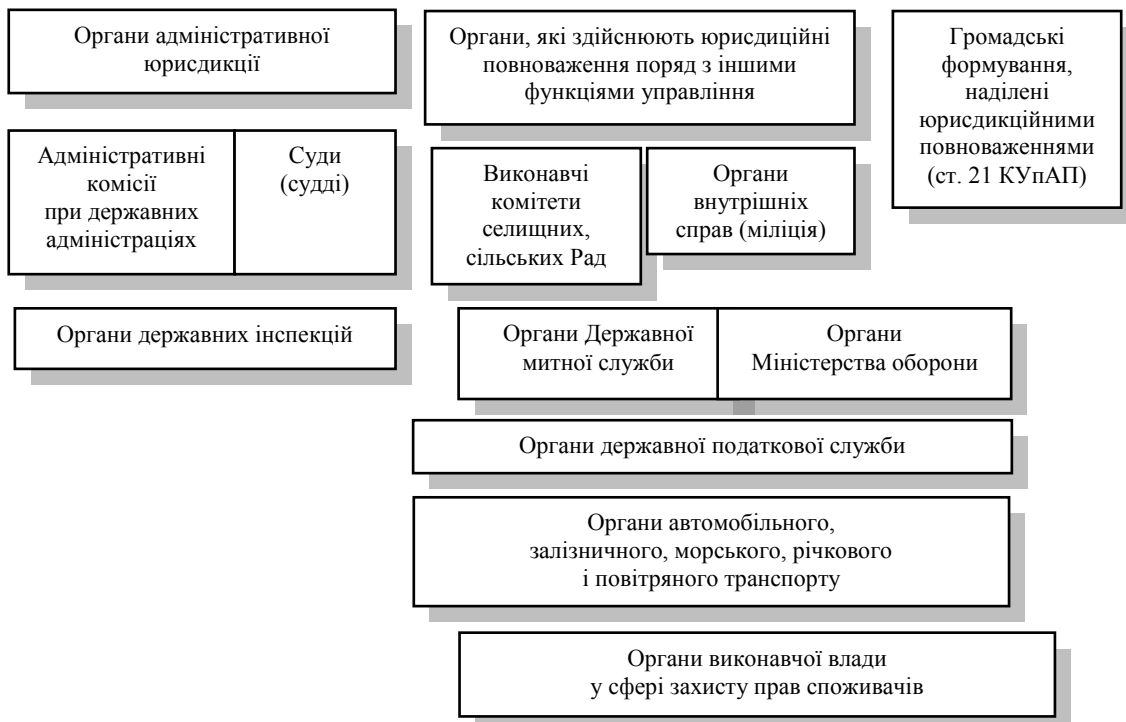 Органи адміністративної
юрисдикції
Органи, які здійснюють юрисдиційні
повноваження поряд з іншими
функціями управління
Громадські
формування,
наділені
юрисдикційними
повноваженнями
(ст. 21 КУпАП)
Адміністративні
комісії
при державних
адміністраціях
Суди
(судді)
Виконавчі
комітети
селищних,
сільських Рад
Органи
внутрішніх
справ (міліція)
Органи державних інспекцій
Органи Державної
митної служби
Органи
Міністерства оборони
Органи державної податкової служби
Органи автомобільного,
залізничного, морського, річкового
і повітряного транспорту
Органи виконавчої влади
у сфері захисту прав споживачів